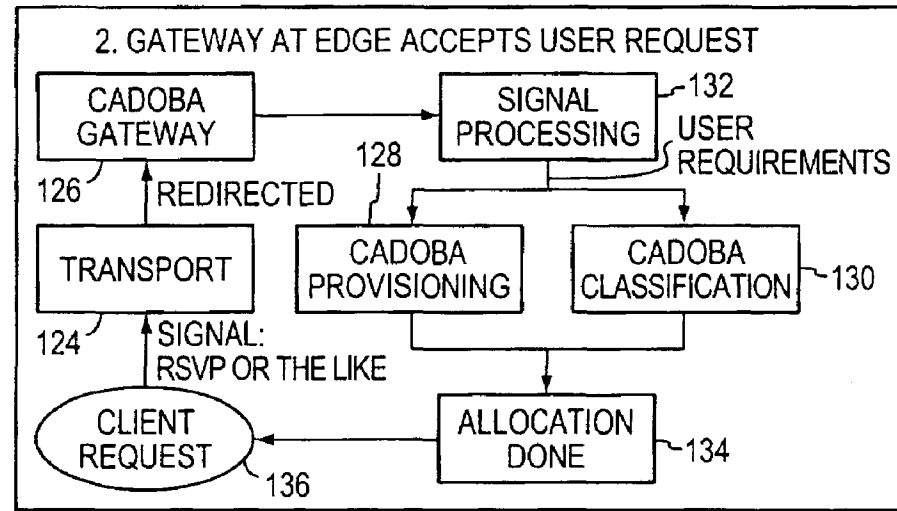 2. GATEWAY AT EDGE ACCEPTS USER REQUEST
CADOBA
GATEWAY
126
SIGNAL
PROCESSING
132
USER
REQUIREMENTS
REDIRECTED
128
TRANSPORT
124
CADOBA
PROVISIONING
CADOBA
CLASSIFICATION
130
SIGNAL:
RSVP OR THE LIKE
CLIENT
REQUEST
136
ALLOCATION
DONE
134